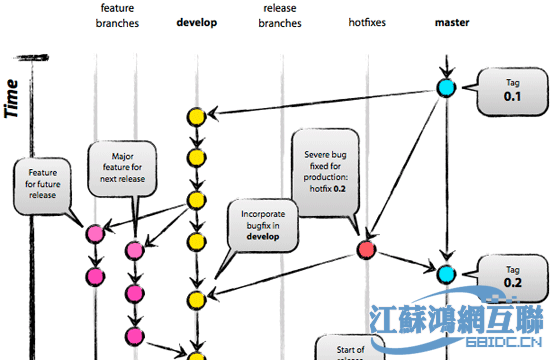 feature
branches
develop
release
branches
hotfixes
master
Time
Tag
0.1
Feature
for future
release
Major
feature for
next release
Severe bug
fixed for
production:
hotfix 0.2
Incorporate
bugfix in
develop
Tag
0.2
Start of
release
江蘇鴻網互聯
68IDC.CN